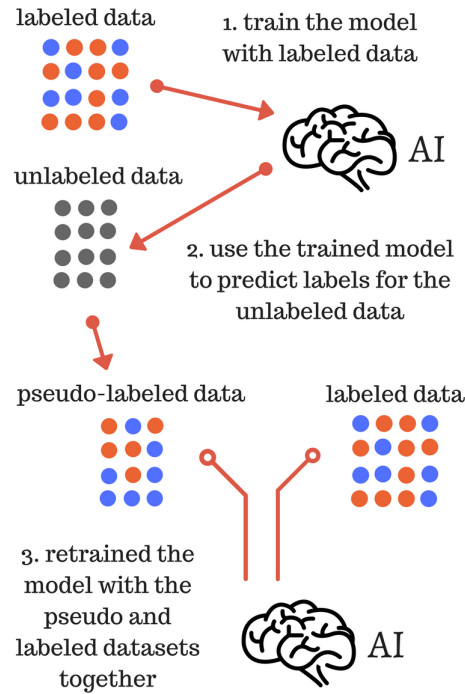 labeled data
1. train the model
with labeled data
AI
unlabeled data
2. use the trained model
to predict labels for the
unlabeled data
pseudo-labeled data
labeled data
3. retrained the
model with the
pseudo and
labeled datasets
together
AI